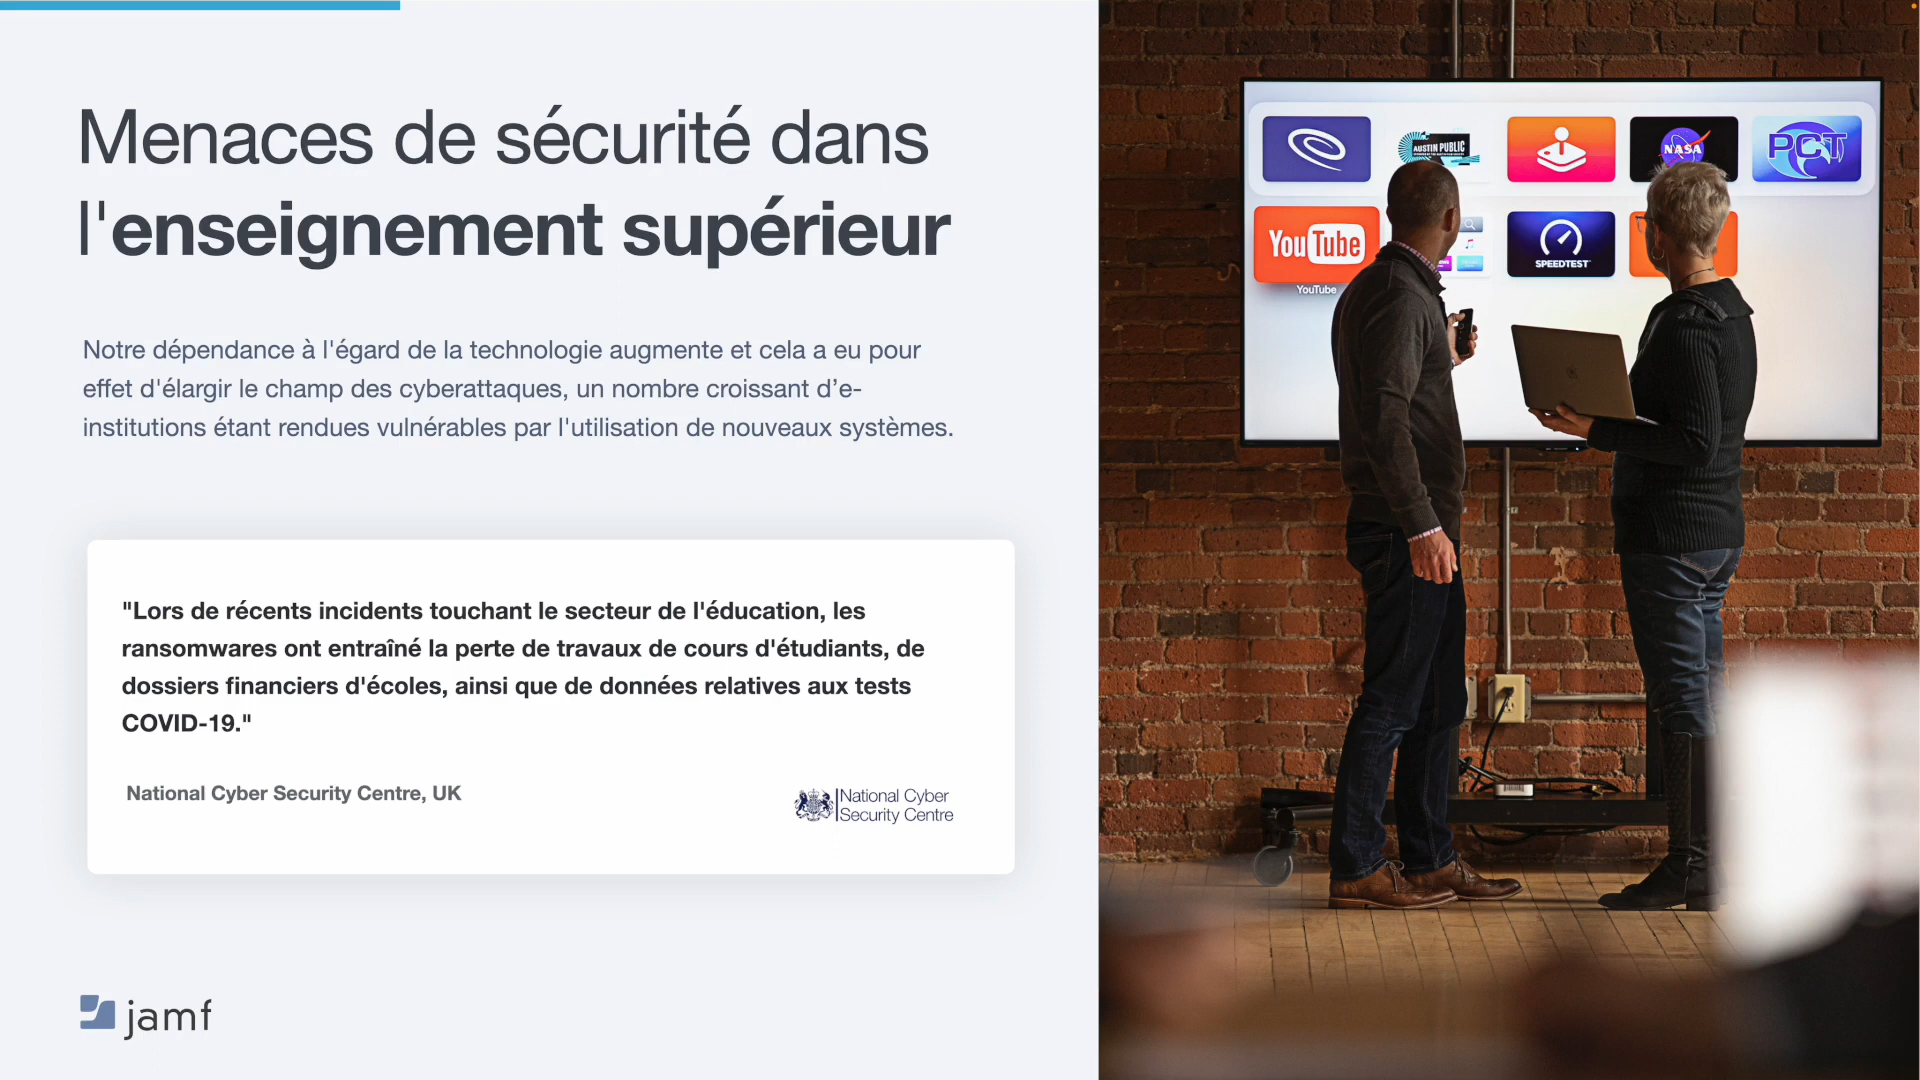 Menaces de sécurité dans
l'enseignement supérieur
Notre dépendance à l'égard de la technologie augmente et cela a eu pour
effet d'élargir le champ des cyberattaques, un nombre croissant d’e-
institutions étant rendues vulnérables par l'utilisation de nouveaux systèmes.
"Lors de récents incidents touchant le secteur de l'éducation, les
ransomwares ont entraîné la perte de travaux de cours d'étudiants, de
dossiers financiers d'écoles, ainsi que de données relatives aux tests
COVID-19."
National Cyber Security Centre, UK
National Cyber
Security Centre
jamf
AUSTIN PUBLIC
NASA
PCT
YouTube
SPEEDTEST
YouTube